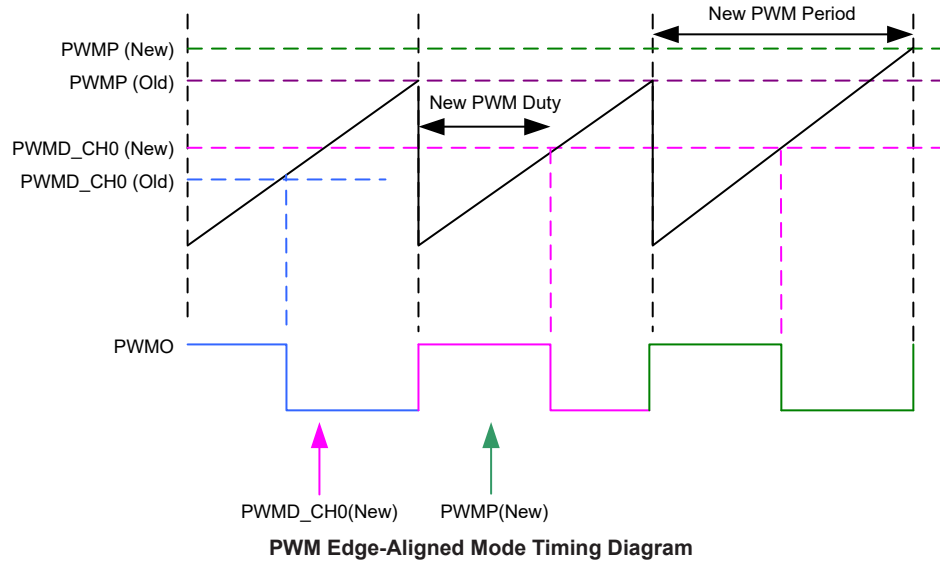 New PWM Period
PWMP (New)
PWMP (Old)
New PWM Duty
PWMD_CH0 (New)
PWMD_CH0 (Old)
PWMO
PWMD_CH0(New)
PWMP(New)
PWM Edge-Aligned Mode Timing Diagram